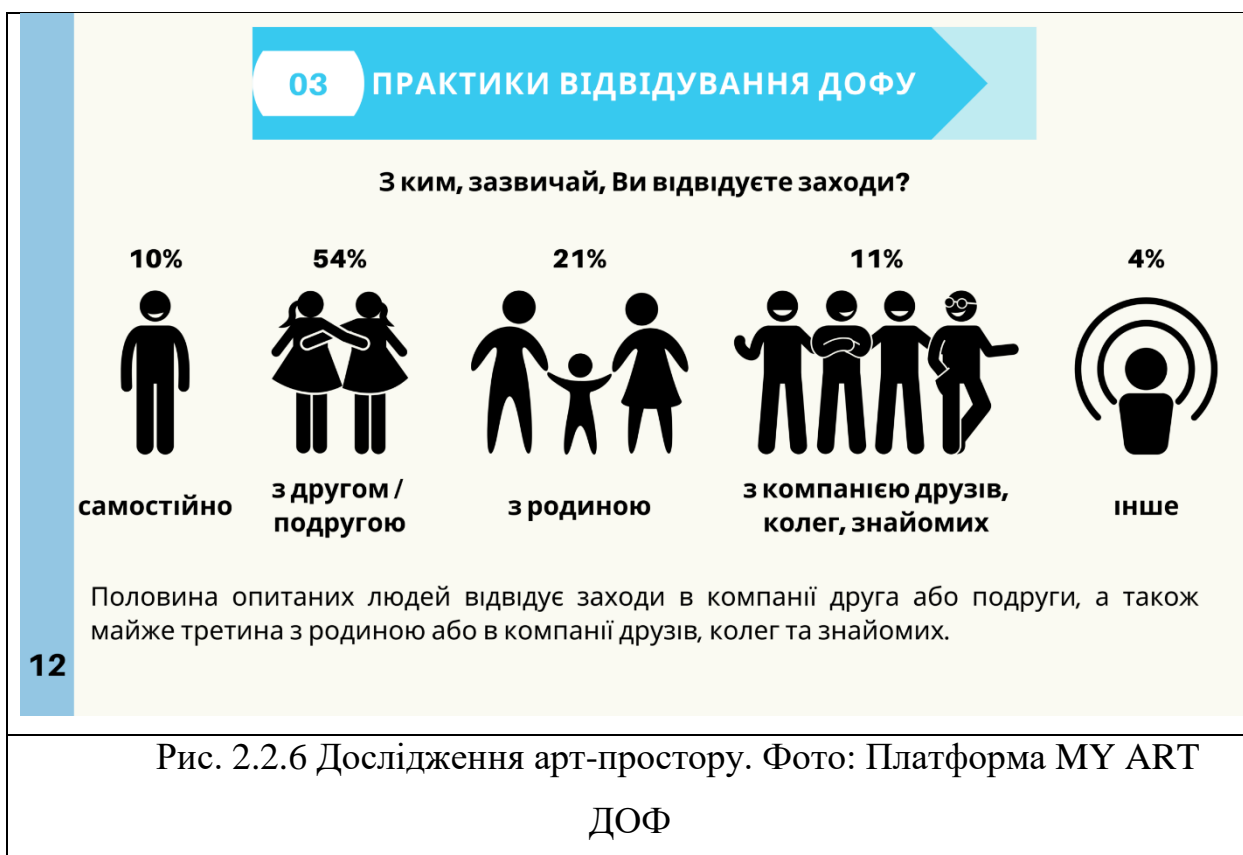 03 ПРАКТИКИ ВІДВІДУВАННЯ ДОФУ
З ким, зазвичай, Ви відвідуєте заходи?
10% 54% 21% 11% 4%
самостійно
з другом /
подругою
з родиною
з компанією друзів,
колег, знайомих
інше
Половина опитаних людей відвідує заходи в компанії друга або подруги, а також
майже третина з родиною або в компанії друзів, колег та знайомих.
12
Рис. 2.2.6 Дослідження арт-простору. Фото: Платформа MY ART
ДОФ